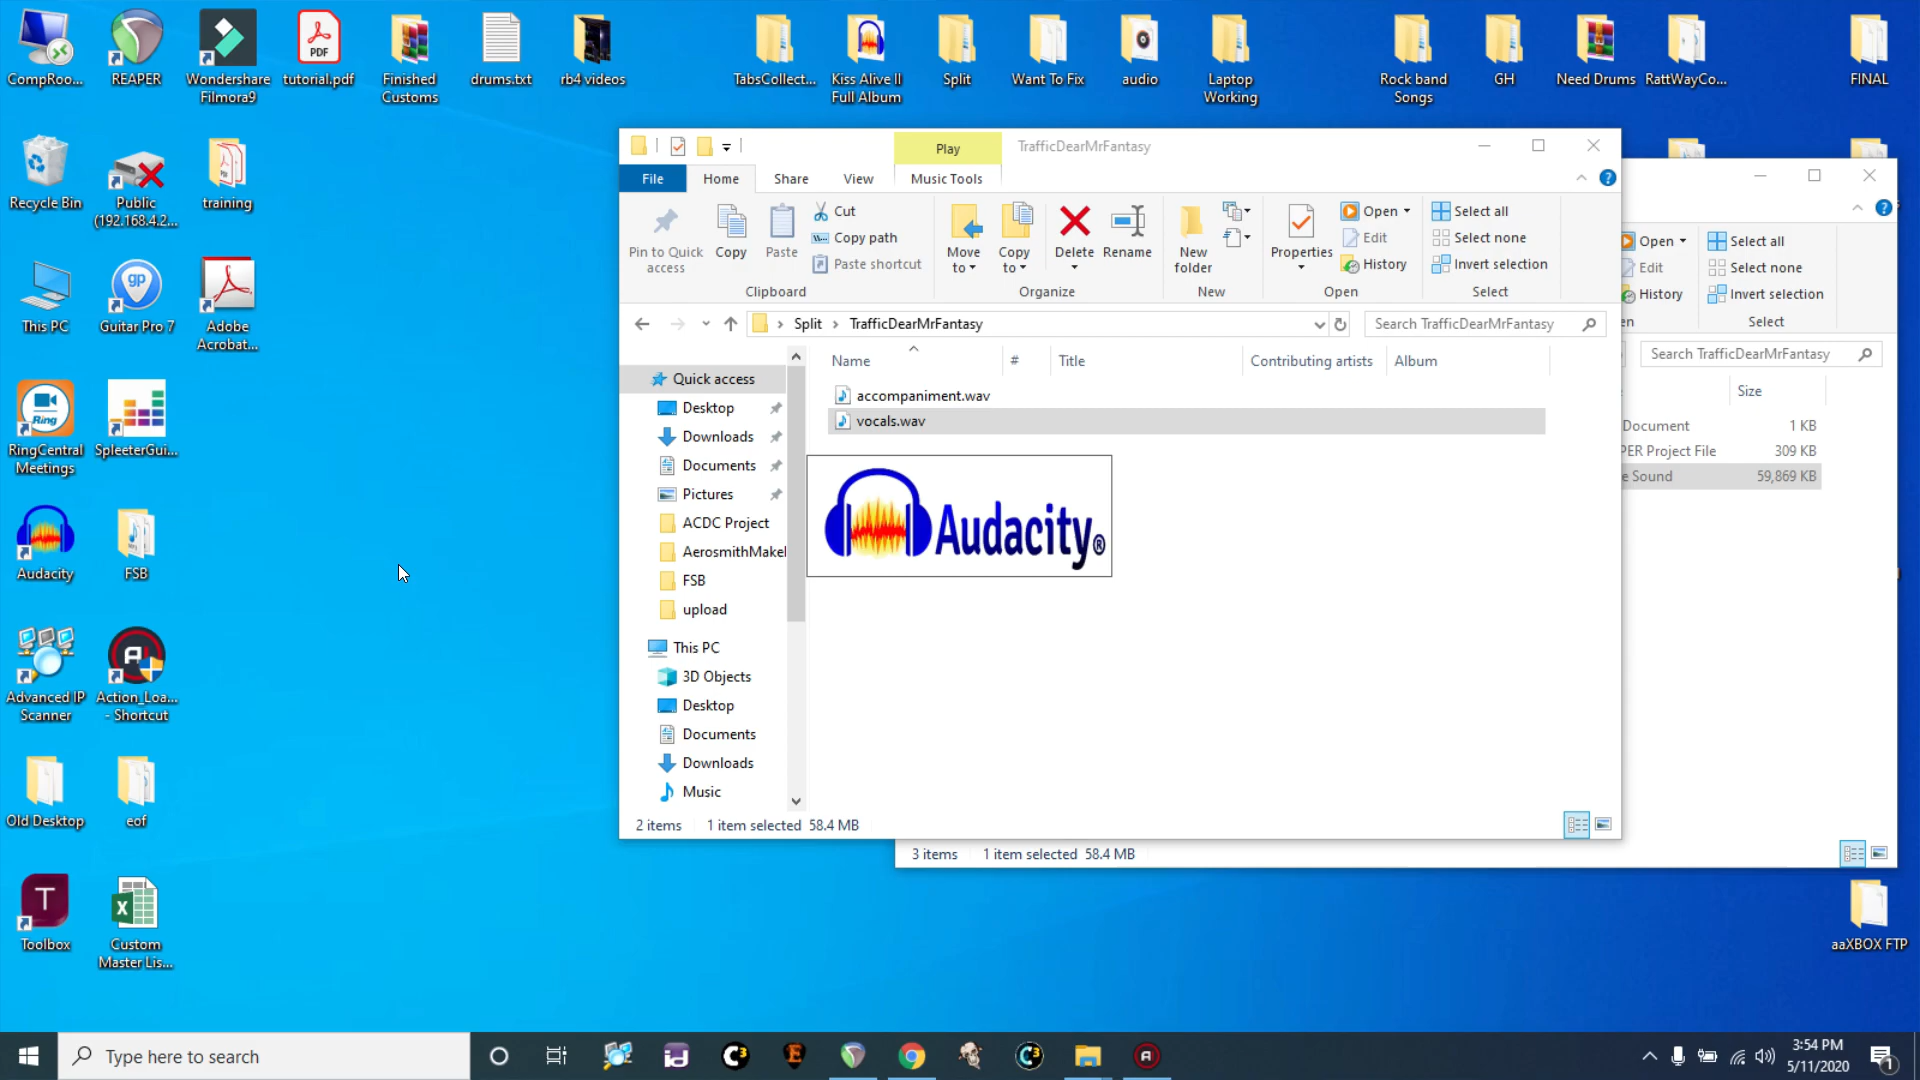 CompRoo...
REAPER
Wondershare
Filmora9
PDF
tutorial.pdf
Finished
Customs
drums.txt
rb4 videos
TabsCollect...
Kiss Alive II
Full Album
Split
Want To Fix
audio
Laptop
Working
Rock band
Songs
GH
Need Drums
RattWayCo...
FINAL
Recycle Bin
Public
(192.168.4.2...
training
This PC
gp
Guitar Pro 7
Adobe
Acrobat...
Ring
RingCentral
Meetings
SpleeterGui...
Audacity
FSB
Advanced IP
Scanner
Action_Loa...
- Shortcut
Old Desktop
eof
T
Toolbox
X
Custom
Master Lis...
aaXBOX FTP
Play
TrafficDearMrFantasy
File
Home
Share
View
Music Tools
Pin to Quick
access
Copy
Paste
Cut
Copy path
Paste shortcut
Clipboard
Move
to
Copy
to
Delete
Rename
Organize
New
folder
New
Properties
Open
Edit
History
Open
Select all
Select none
Invert selection
Select
Split
TrafficDearMrFantasy
Search TrafficDearMrFantasy
Name
#
Title
Contributing artists
Album
accompaniment.wav
vocals.wav
Audacity®
Quick access
Desktop
Downloads
Documents
Pictures
ACDC Project
AerosmithMakeI
FSB
upload
This PC
3D Objects
Desktop
Documents
Downloads
Music
2 items
1 item selected 58.4 MB
Open
Edit
History
en
Select all
Select none
Invert selection
Select
Search TrafficDearMrFantasy
Size
Document
1 KB
PER Project File
309 KB
e Sound
59,869 KB
3 items
1 item selected 58.4 MB
Type here to search
3:54 PM
5/11/2020
1